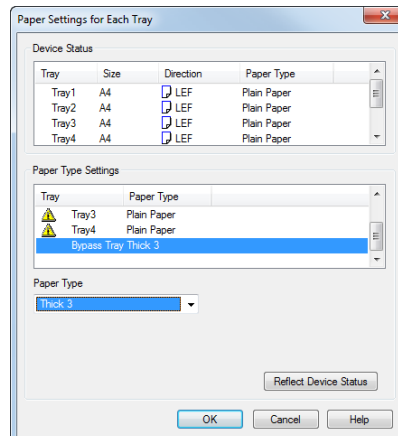 Paper Settings for Each Tray
Device Status
Tray Size Direction Paper Type
Tray1 A4 LEF Plain Paper
Tray2 A4 LEF Plain Paper
Tray3 A4 LEF Plain Paper
Tray4 A4 LEF Plain Paper
Paper Type Settings
Tray Paper Type
Tray3 Plain Paper
Tray4 Plain Paper
Bypass Tray Thick 3
Paper Type
Thick 3
Reflect Device Status
OK Cancel Help